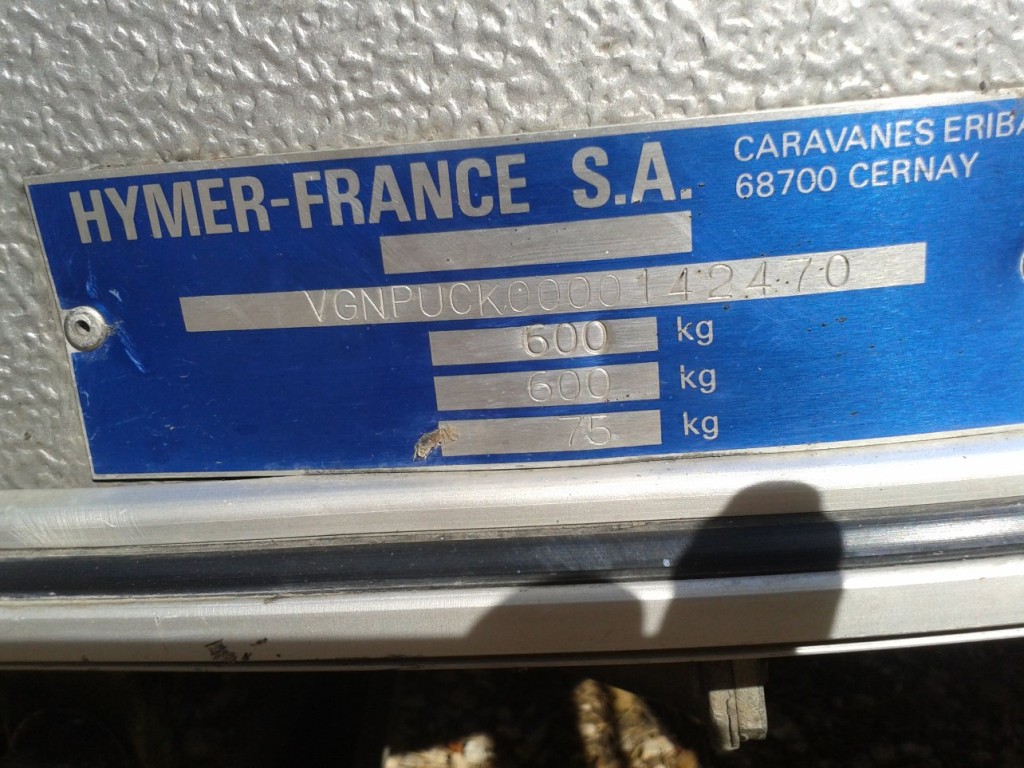 HYMER-FRANCE S.A.
CARAVANES ERIBA
68700 CERNAY
VGNPUCK0000142470
600 kg
600 kg
75 kg